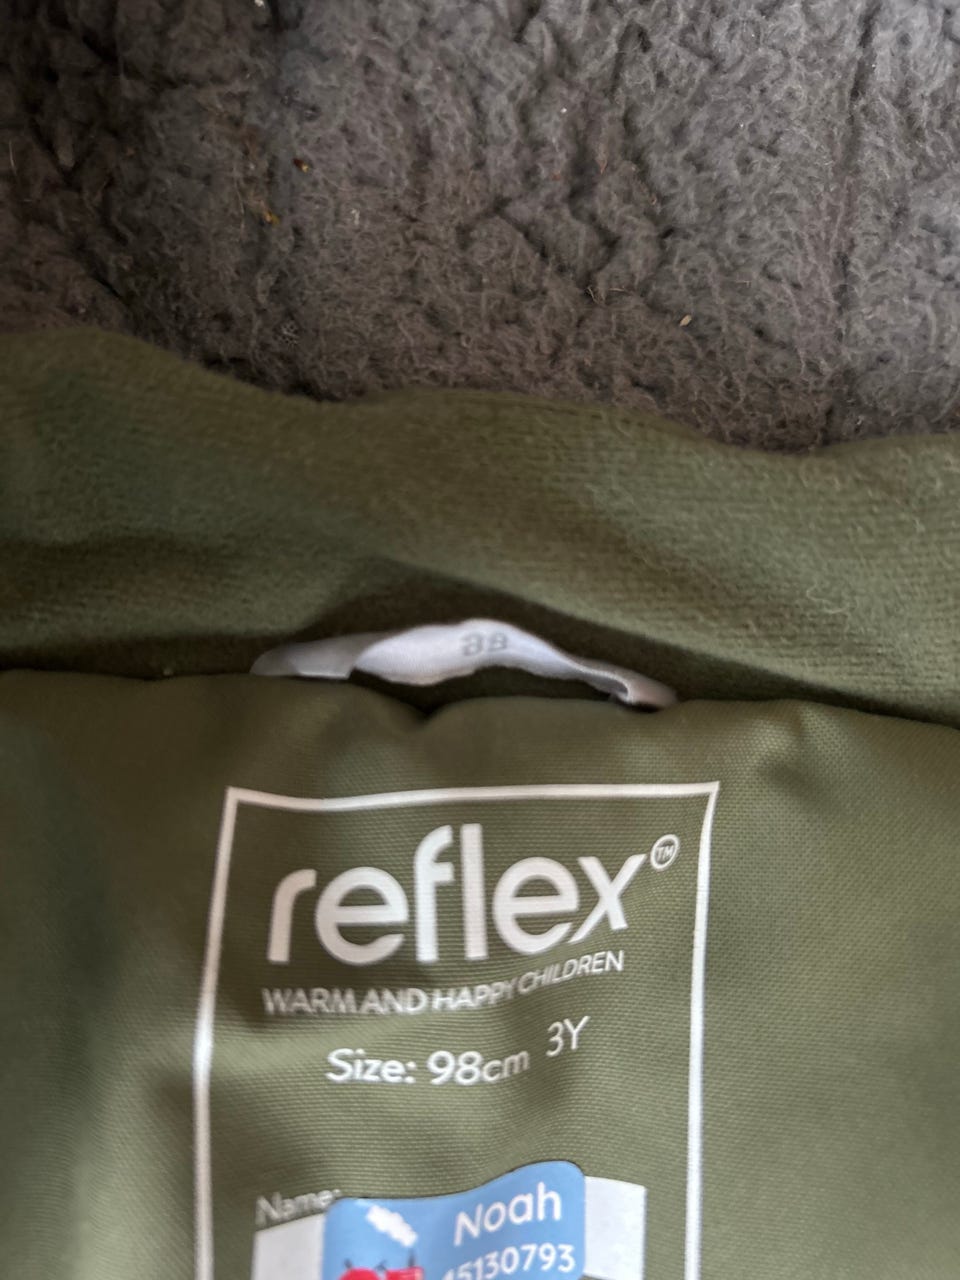 98
reflex™
WARM AND HAPPY CHILDREN
Size: 98cm 3Y
Name:
Noah
45130793